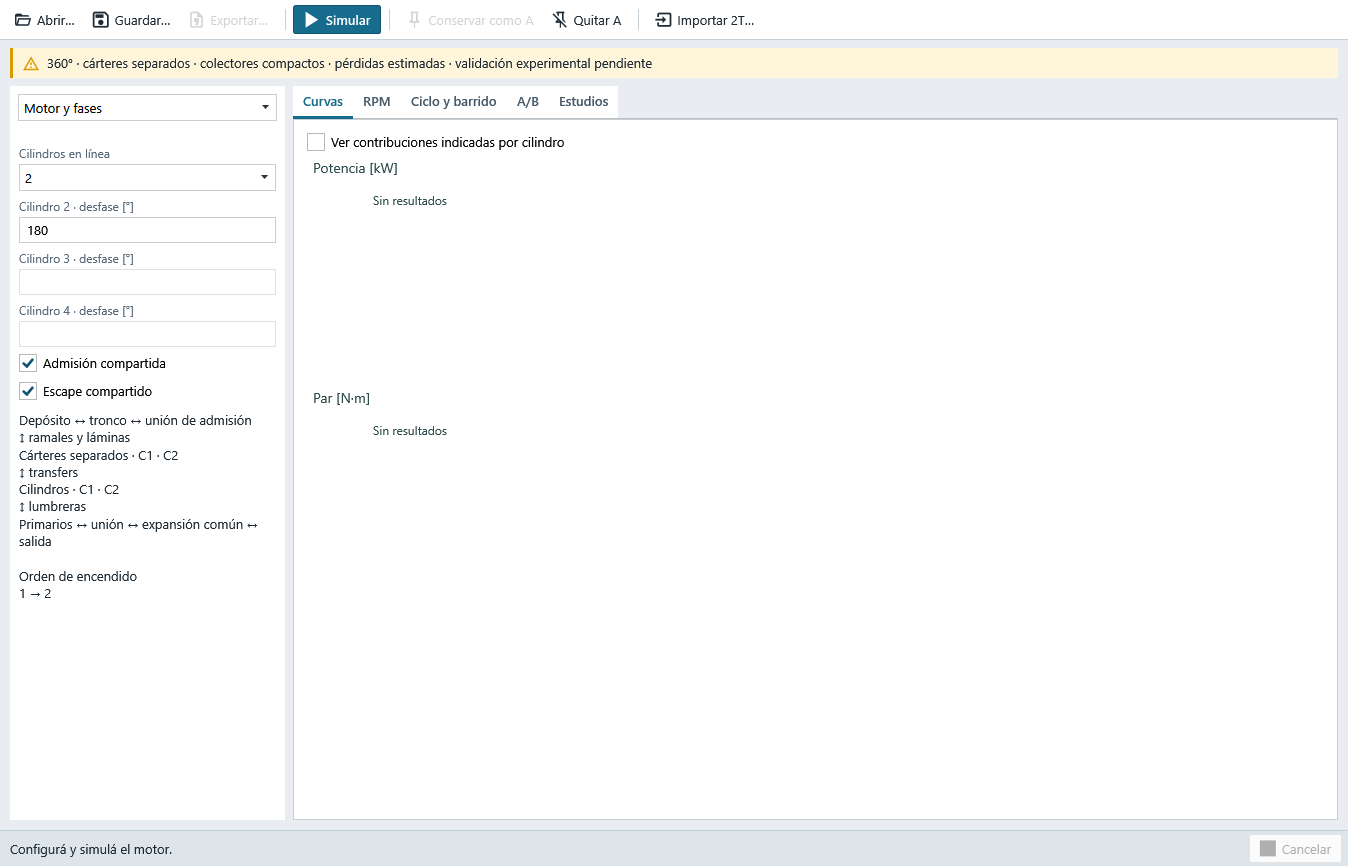 Abrir...
Guardar...
Exportar...
Simular
Conservar como A
Quitar A
Importar 2T...
360° · cárteres separados · colectores compactos · pérdidas estimadas · validación experimental pendiente
Motor y fases
Cilindros en línea
2
Cilindro 2 · desfase [°]
180
Cilindro 3 · desfase [°]
Cilindro 4 · desfase [°]
Admisión compartida
Escape compartido
Depósito ↔ tronco ↔ unión de admisión
↕ ramales y láminas
Cárteres separados · C1 · C2
↕ transfers
Cilindros · C1 · C2
↕ lumbreras
Primarios ↔ unión ↔ expansión común ↔
salida
Orden de encendido
1 → 2
Curvas
RPM
Ciclo y barrido
A/B
Estudios
Ver contribuciones indicadas por cilindro
Potencia [kW]
Sin resultados
Par [N·m]
Sin resultados
Configurá y simulá el motor.
Cancelar